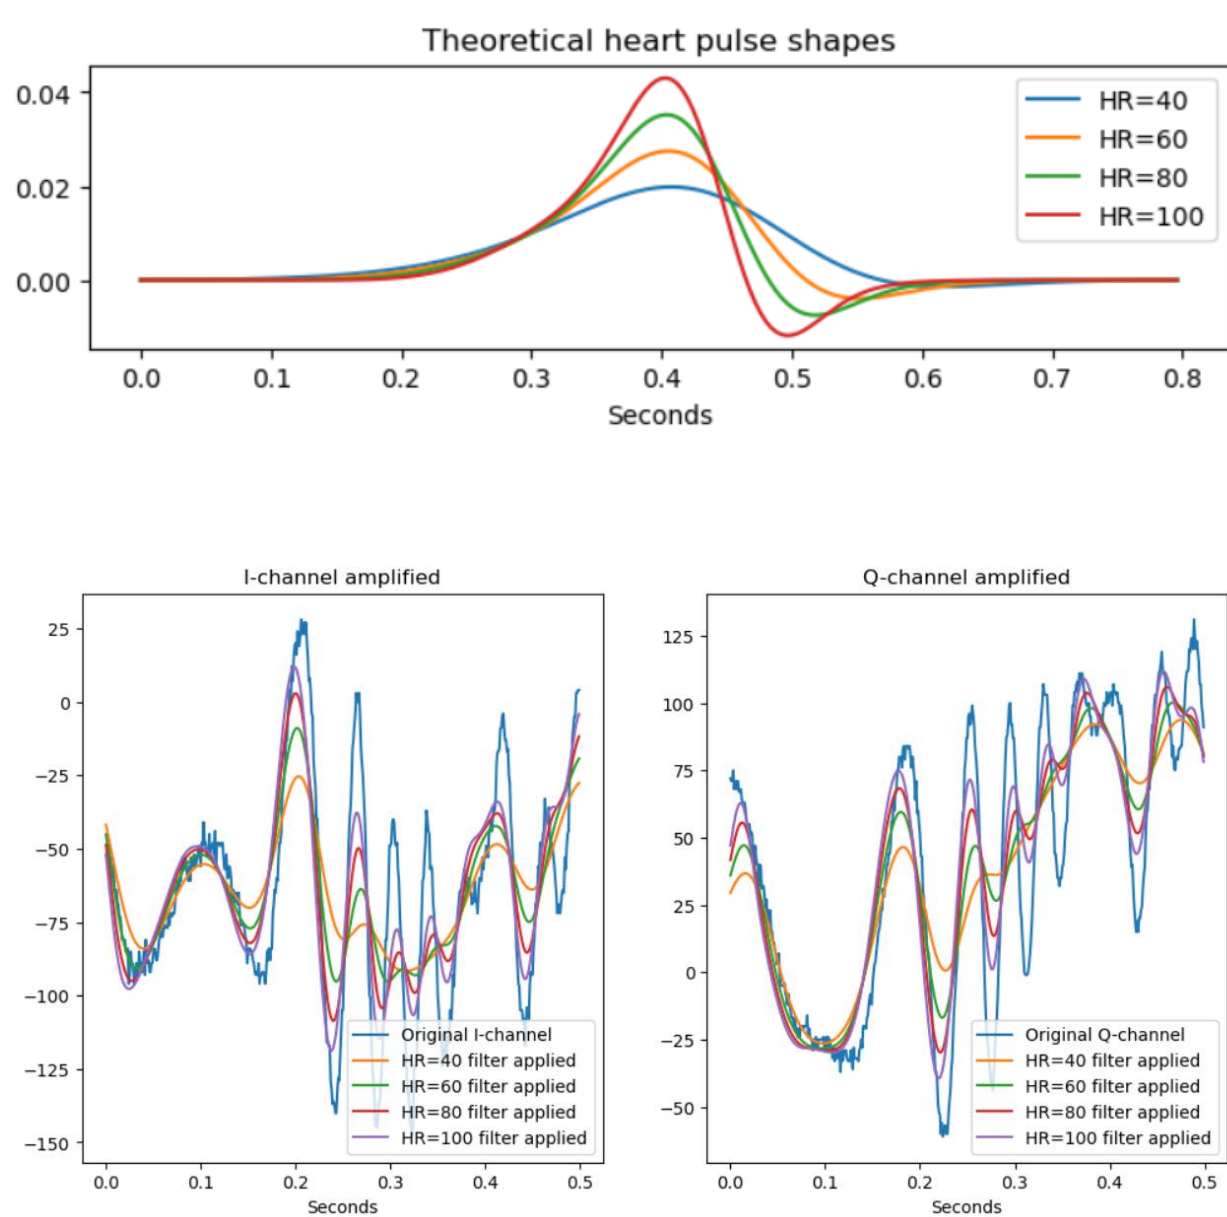 Theoretical heart pulse shapes
0.04
0.02
0.00
HR=40
HR=60
HR=80
HR=100
0.0 0.1 0.2 0.3 0.4 0.5 0.6 0.7 0.8
Seconds
I-channel amplified
25
0
−25
−50
−75
−100
−125
−150
Original I-channel
HR=40 filter applied
HR=60 filter applied
HR=80 filter applied
HR=100 filter applied
0.0 0.1 0.2 0.3 0.4 0.5
Seconds
Q-channel amplified
125
100
75
50
25
0
−25
−50
Original Q-channel
HR=40 filter applied
HR=60 filter applied
HR=80 filter applied
HR=100 filter applied
0.0 0.1 0.2 0.3 0.4 0.5
Seconds